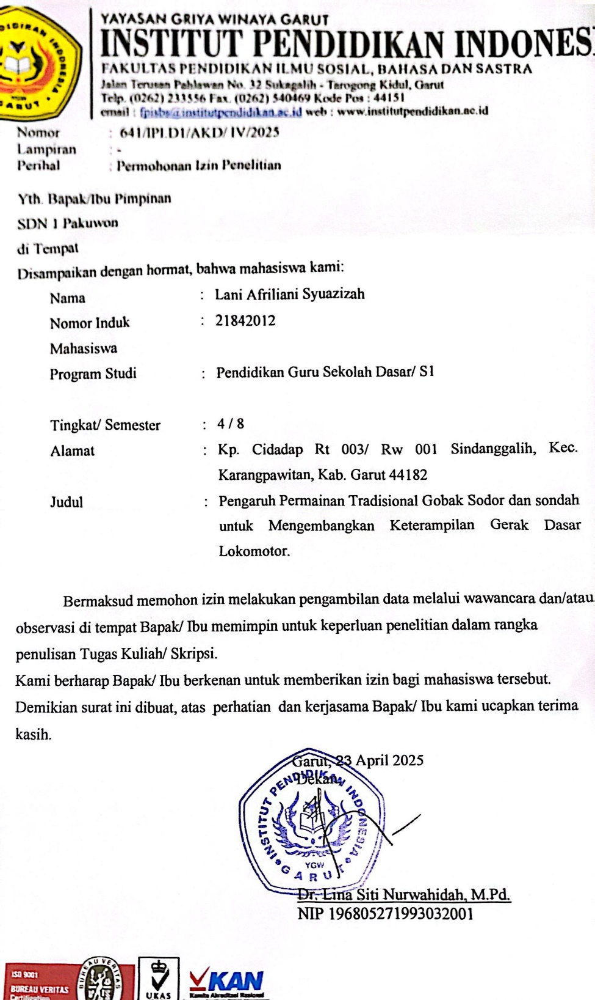 YAYASAN GRIYA WINAYA GARUT
INSTITUT PENDIDIKAN INDONES
FAKULTAS PENDIDIKAN ILMU SOSIAL, BAHASA DAN SASTRA
Jalan Terusan Pahlawan No. 32 Sukagalih - Tarogong Kidul, Garut
Telp. (0262) 233556 Fax. (0262) 540469 Kode Pos : 44151
email : fpisbs@institutpendidikan.ac.id web : www.institutpendidikan.ac.id
Nomor : 641/IPI.D1/AKD/ IV/2025
Lampiran : -
Perihal : Permohonan Izin Penelitian
Yth. Bapak/Ibu Pimpinan
SDN 1 Pakuwon
di Tempat
Disampaikan dengan hormat, bahwa mahasiswa kami:
Nama : Lani Afriliani Syuazizah
Nomor Induk : 21842012
Mahasiswa
Program Studi : Pendidikan Guru Sekolah Dasar/ S1
Tingkat/ Semester : 4 / 8
Alamat : Kp. Cidadap Rt 003/ Rw 001 Sindanggalih, Kec.
Karangpawitan, Kab. Garut 44182
Judul : Pengaruh Permainan Tradisional Gobak Sodor dan sondah
untuk Mengembangkan Keterampilan Gerak Dasar
Lokomotor.
Bermaksud memohon izin melakukan pengambilan data melalui wawancara dan/atau
observasi di tempat Bapak/ Ibu memimpin untuk keperluan penelitian dalam rangka
penulisan Tugas Kuliah/ Skripsi.
Kami berharap Bapak/ Ibu berkenan untuk memberikan izin bagi mahasiswa tersebut.
Demikian surat ini dibuat, atas perhatian dan kerjasama Bapak/ Ibu kami ucapkan terima
kasih.
Garut, 23 April 2025
Dekan,
INSTITUT PENDIDIKAN INDONESIA
YGW
GARUT
Dr. Lina Siti Nurwahidah, M.Pd.
NIP 196805271993032001
ISO 9001
BUREAU VERITAS
Certification
BUREAU VERITAS
UKAS
KAN
Komite Akreditasi Nasional